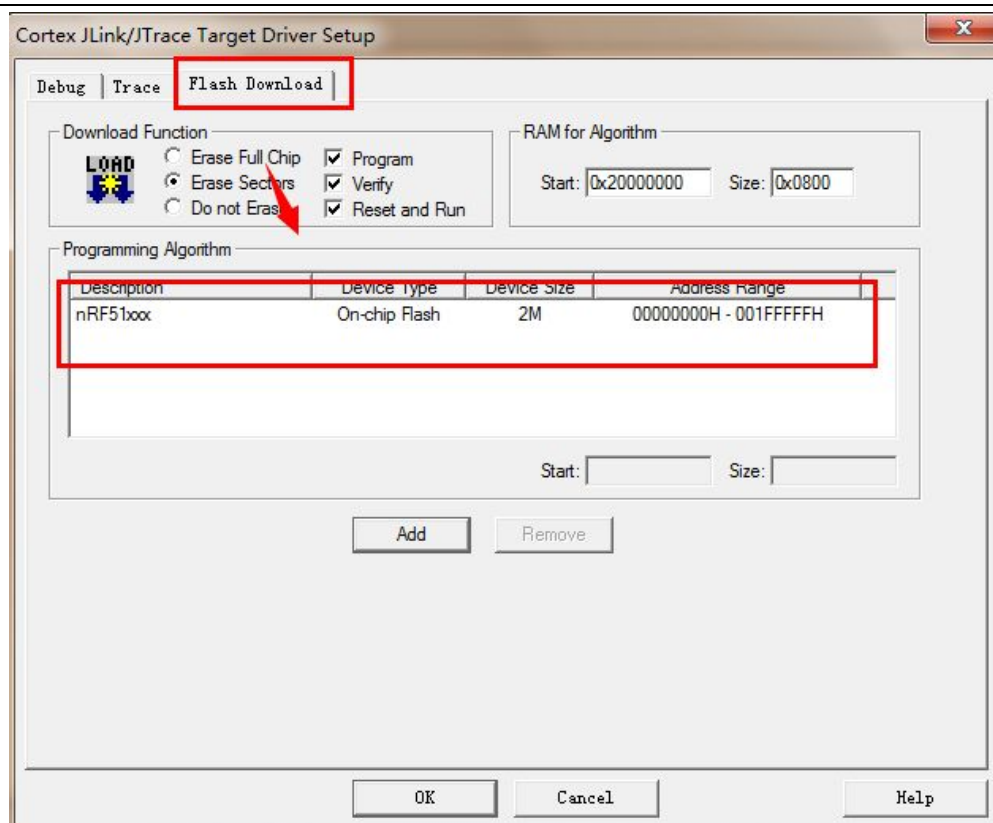 Cortex JLink/JTrace Target Driver Setup
Debug Trace Flash Download
Download Function
LOAD
Erase Full Chip
Erase Sectors
Do not Erase
Program
Verify
Reset and Run
RAM for Algorithm
Start: 0x20000000 Size: 0x0800
Programming Algorithm
Description Device Type Device Size Address Range
nRF51xxx On-chip Flash 2M 00000000H - 001FFFFFH
Start: Size:
Add Remove
OK Cancel Help